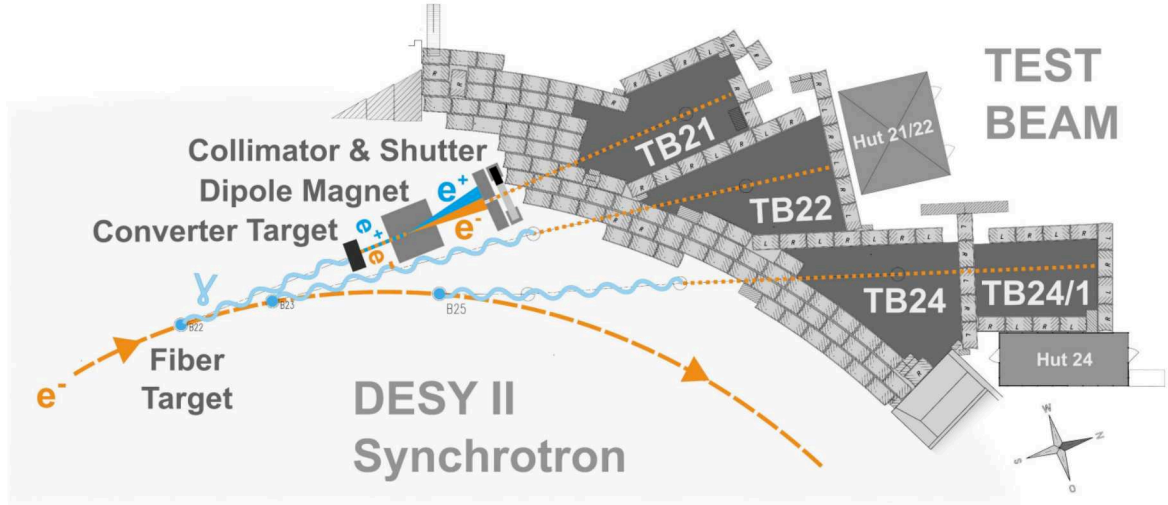 TEST
BEAM
Hut 21/22
TB21
TB22
Collimator & Shutter
Dipole Magnet
Converter Target
e⁺
e⁻
e⁺
e⁻
γ
B22
B23
B25
TB24
TB24/1
Hut 24
Fiber
Target
e⁻
DESY II
Synchrotron
W
N
S
O